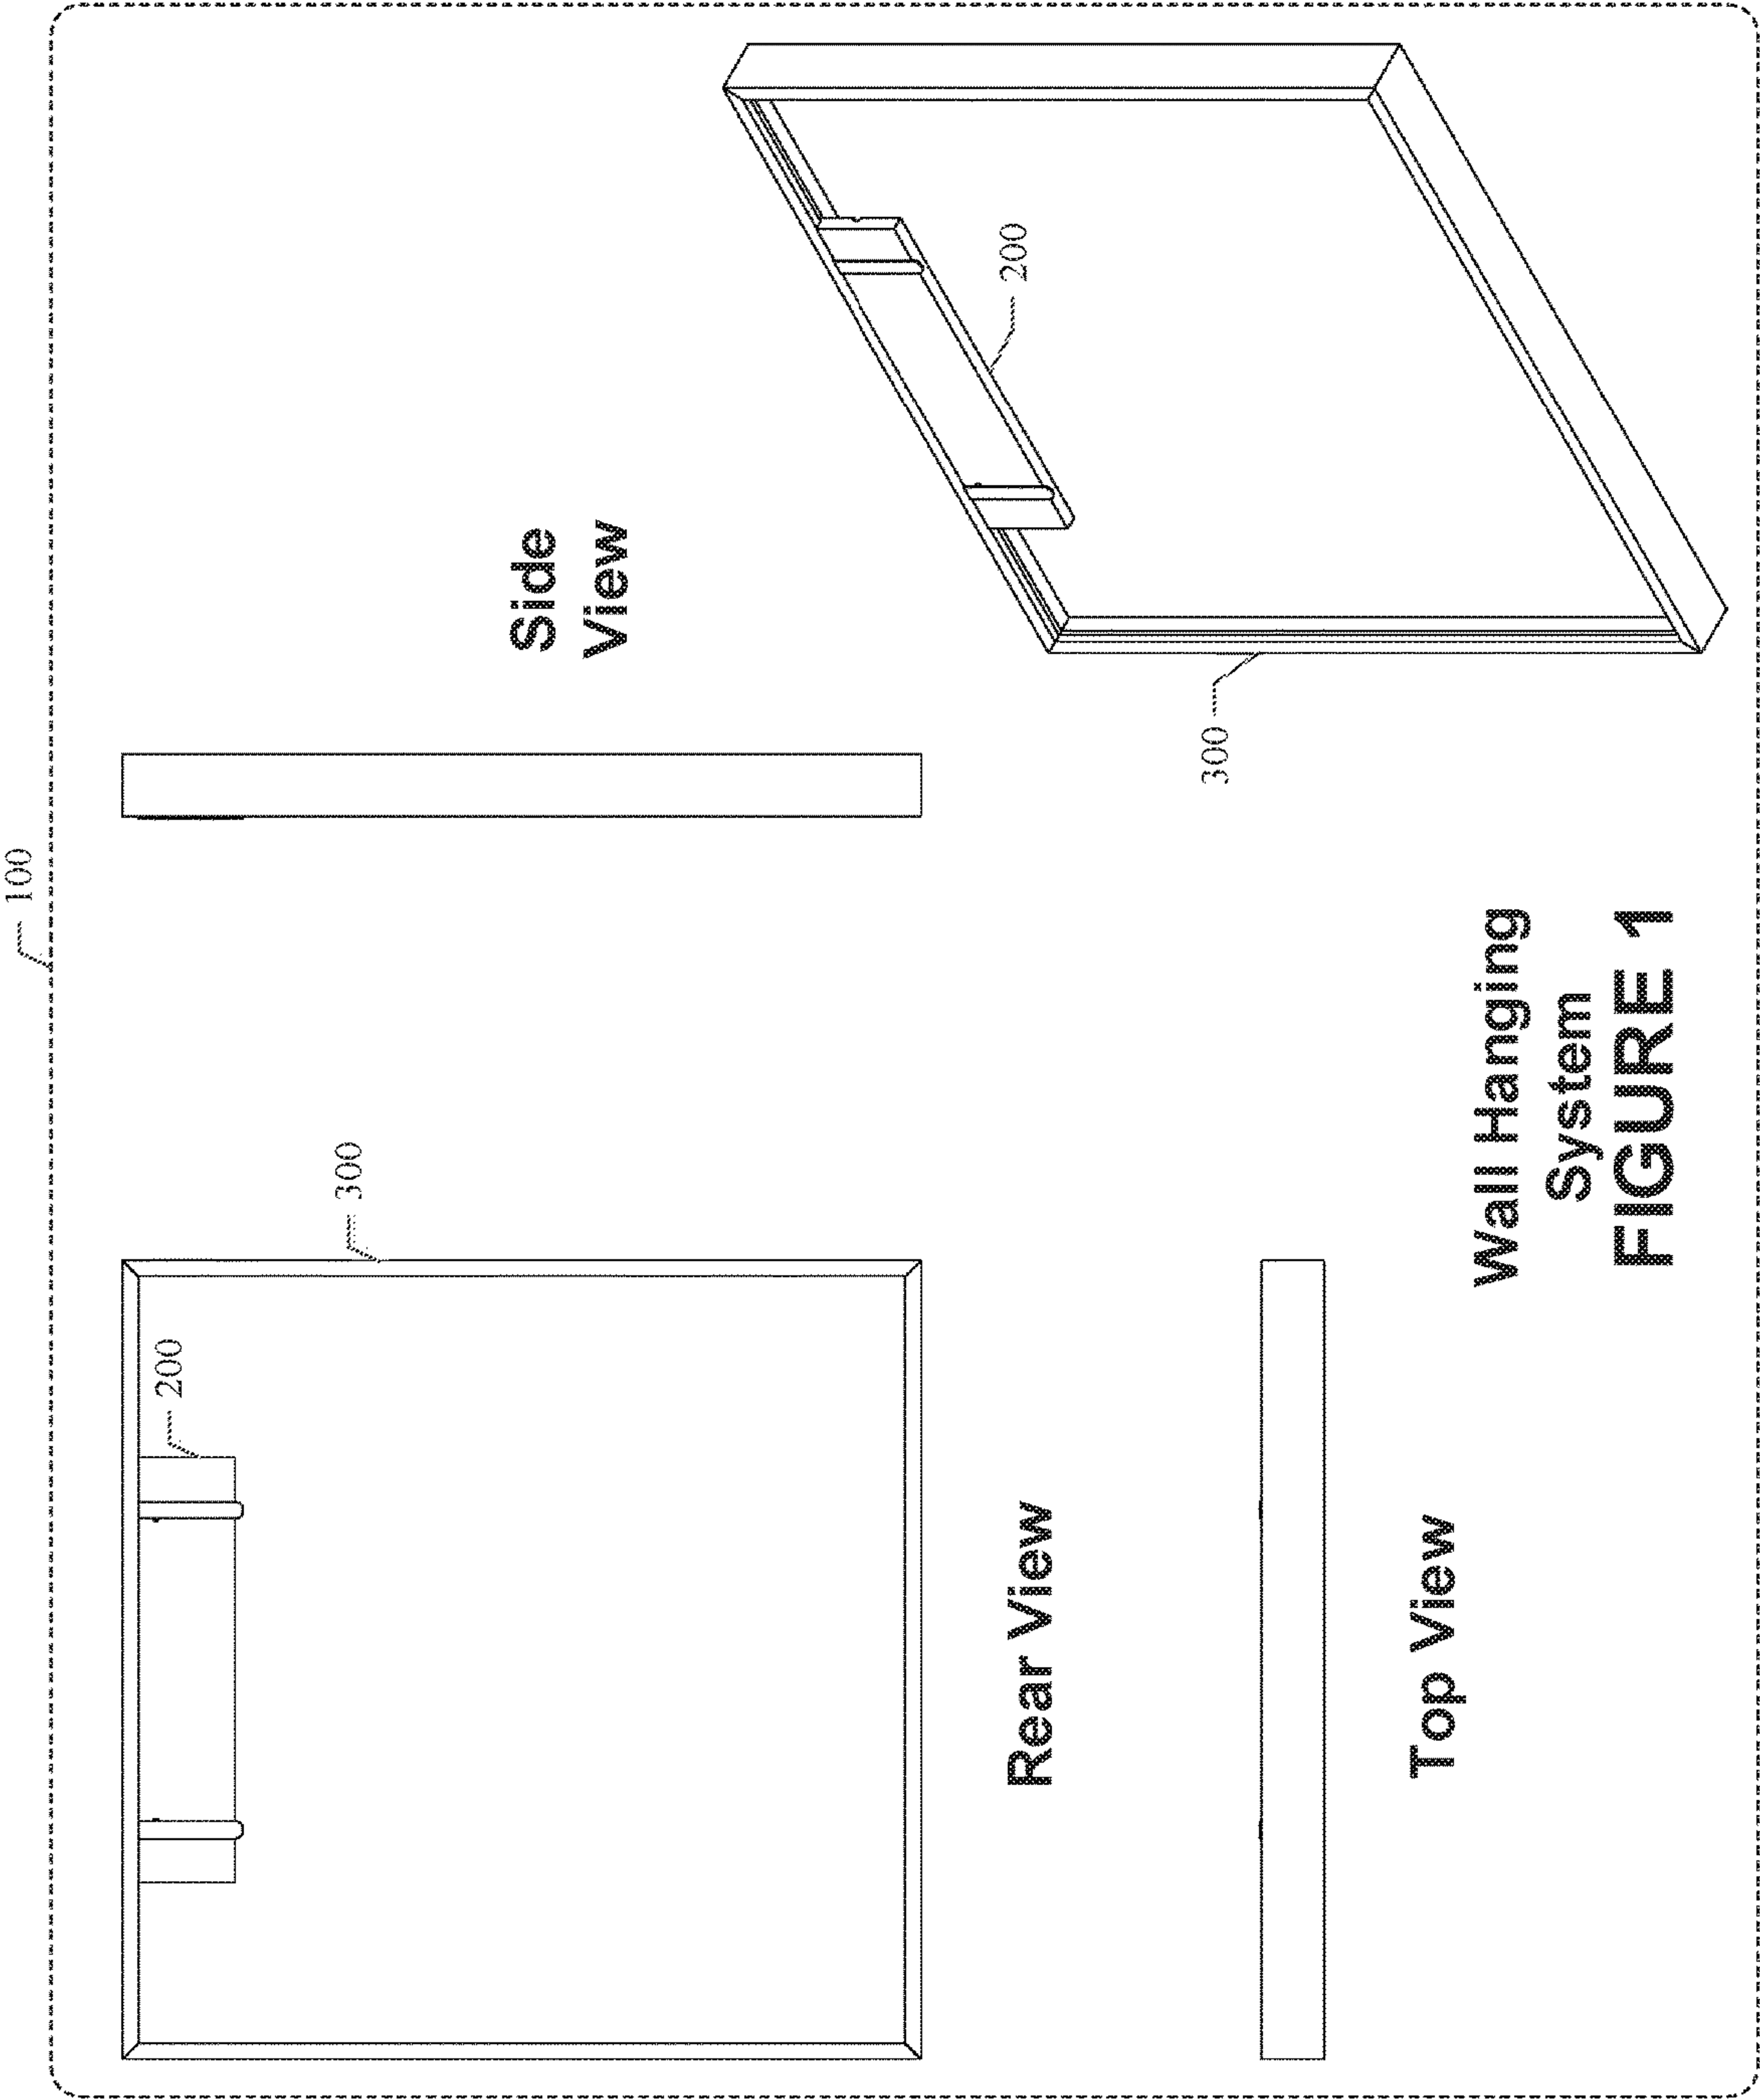 100
200
300
Side
View
Rear View
200
300
Top View
Wall Hanging
System
FIGURE 1